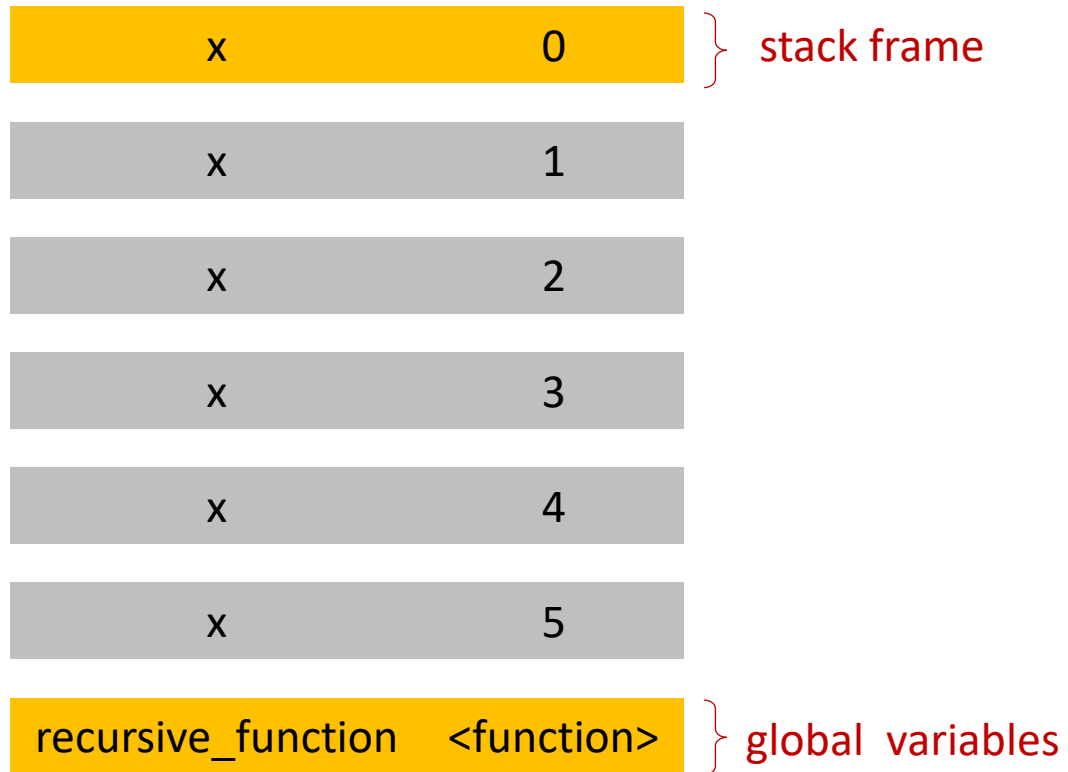 x 0 stack frame
x 1
x 2
x 3
x 4
x 5
recursive_function <function> global variables